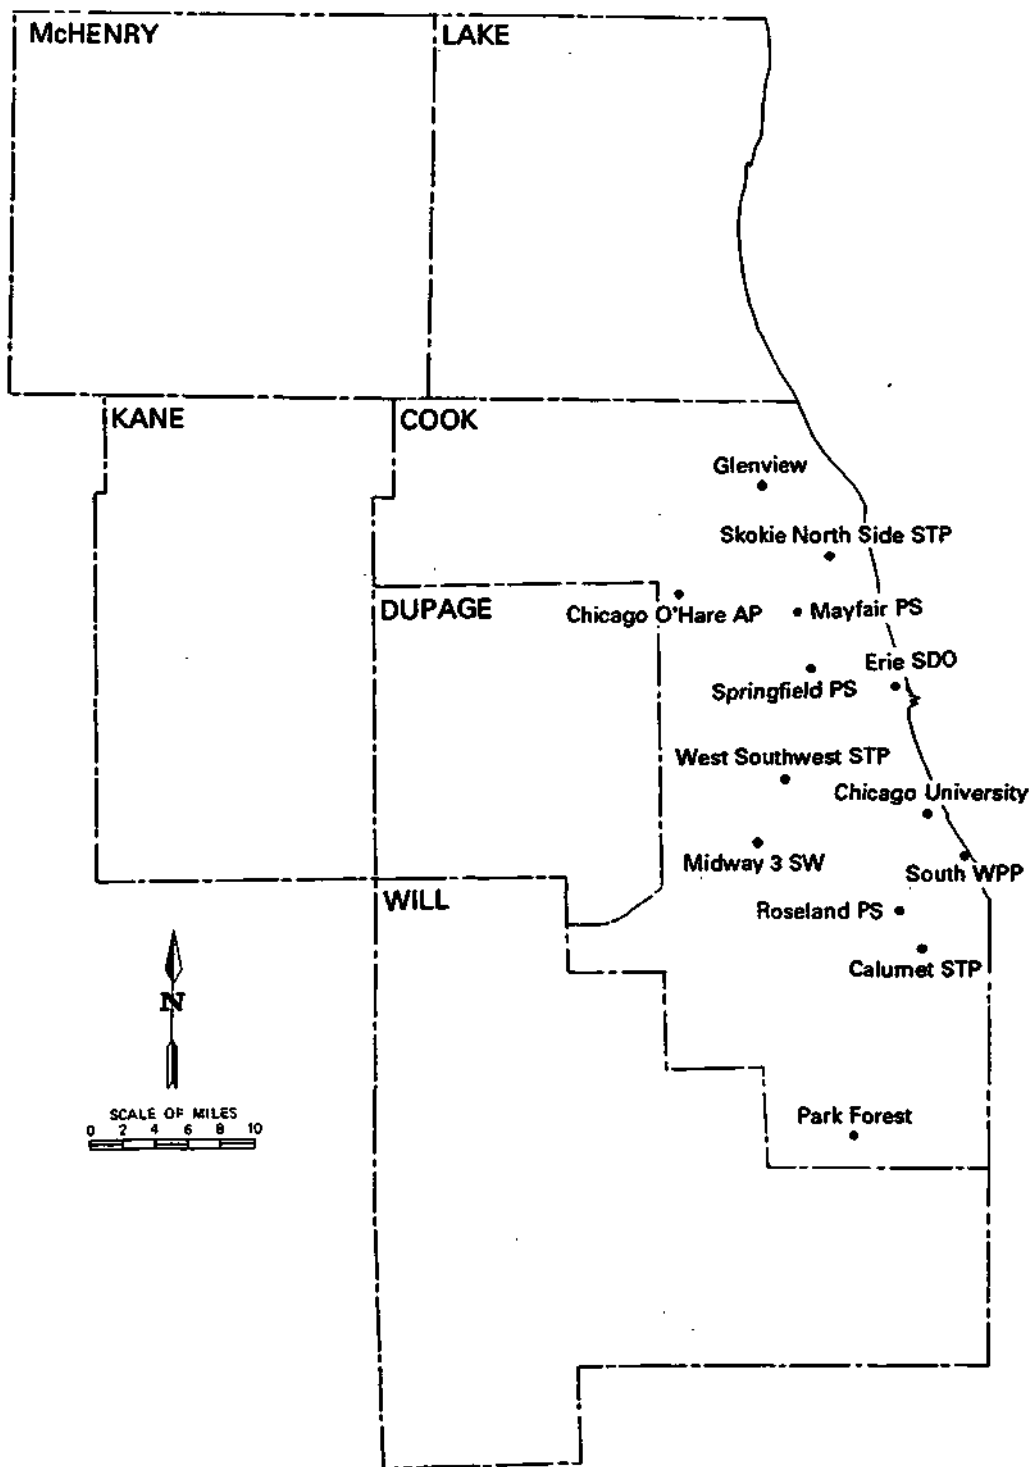 McHENRY
LAKE
KANE
COOK
Glenview
Skokie North Side STP
DUPAGE
Chicago O'Hare AP
Mayfair PS
Erie SDO
Springfield PS
West Southwest STP
Chicago University
Midway 3 SW
South WPP
WILL
Roseland PS
Calumet STP
N
SCALE OF MILES
0 2 4 6 8 10
Park Forest